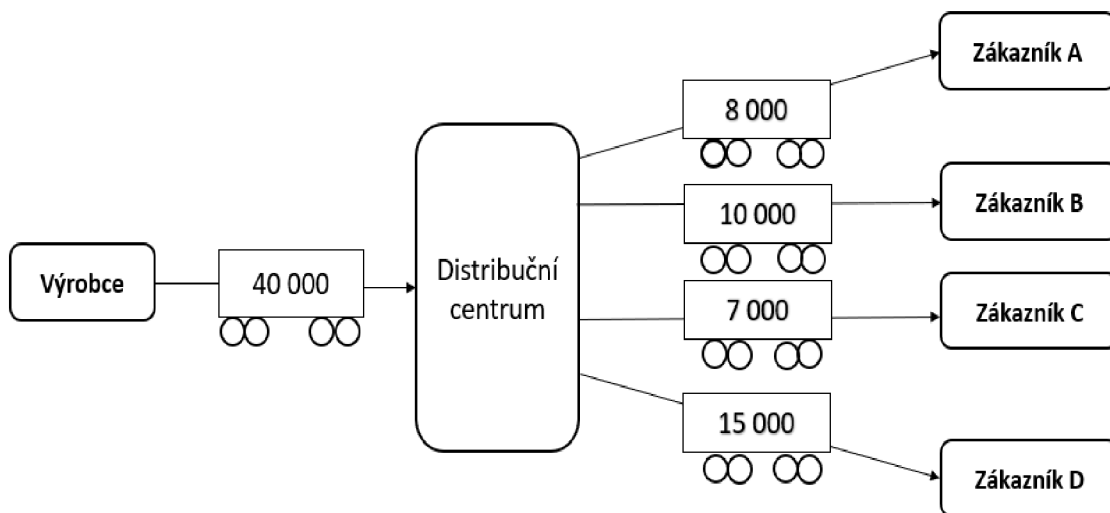 Výrobce
40 000
Distribuční
centrum
8 000
10 000
7 000
15 000
Zákazník A
Zákazník B
Zákazník C
Zákazník D